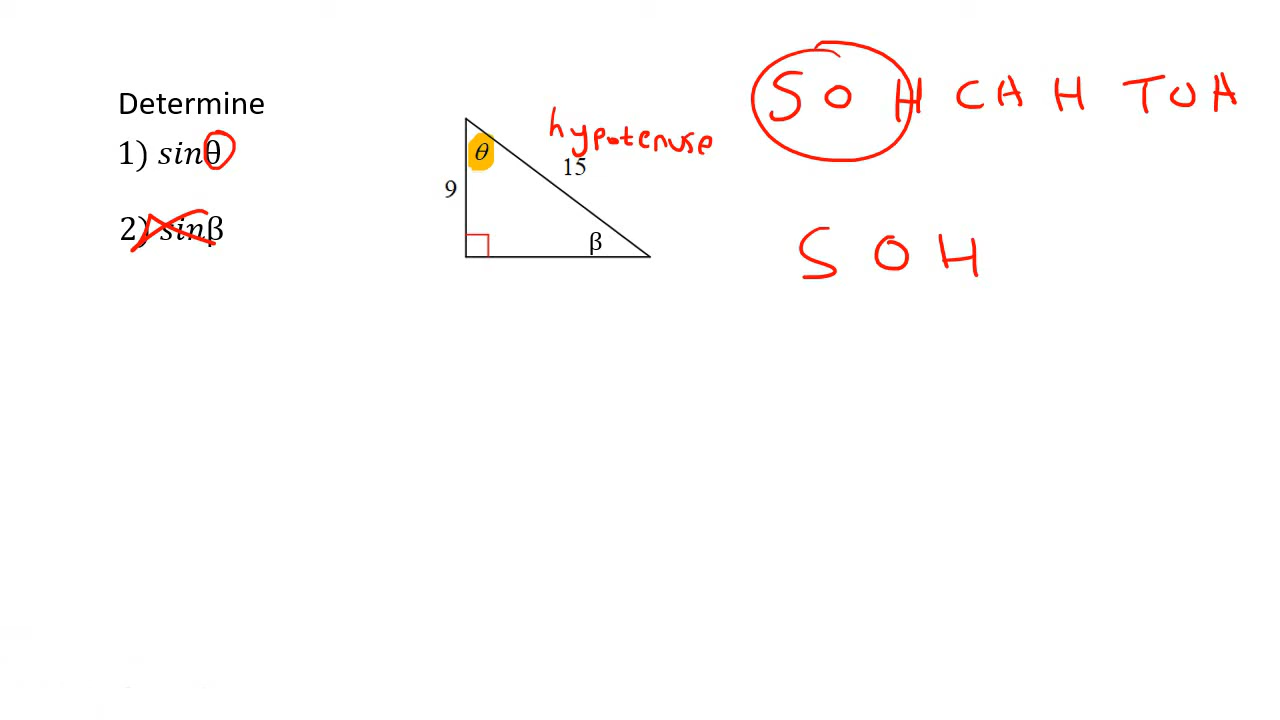 SOH CAH TOA
Determine
1) sinθ
hypotenuse
θ
15
9
2) sinβ
β
SOH